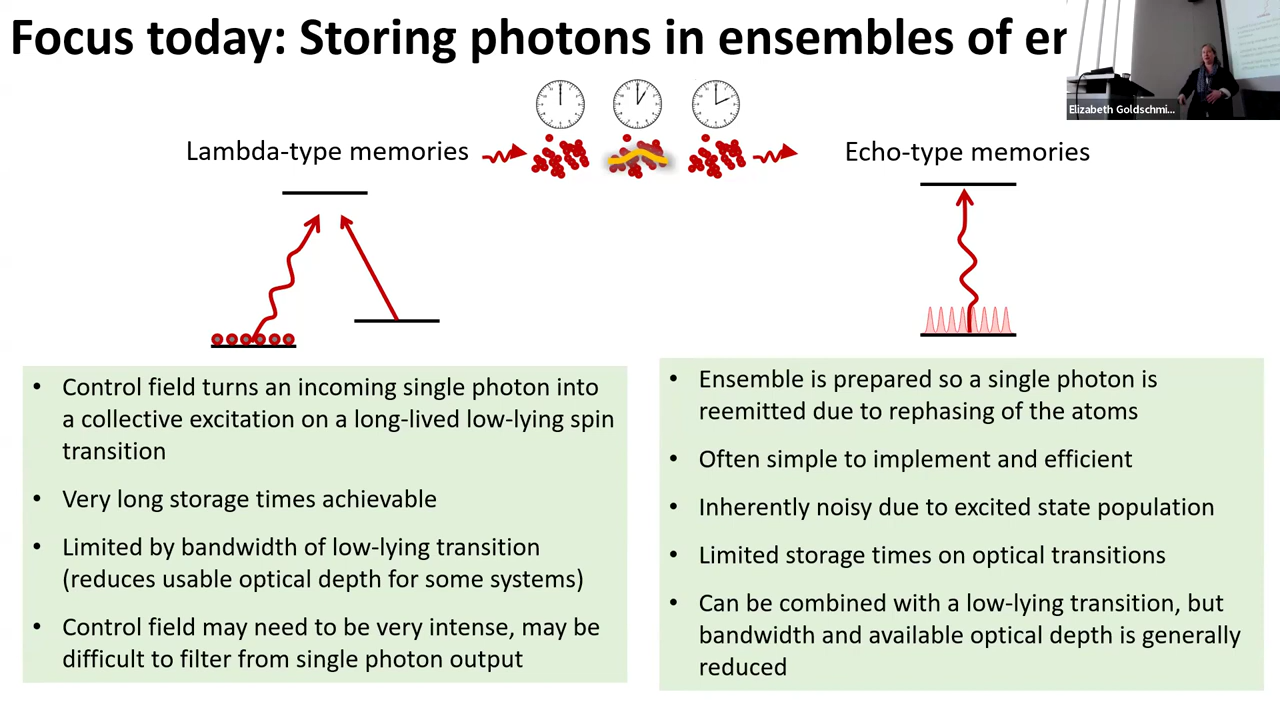 Focus today: Storing photons in ensembles of
Elizabeth Goldschmi...
Lambda-type memories
Echo-type memories
• Control field turns an incoming single photon into
a collective excitation on a long-lived low-lying spin
transition
• Very long storage times achievable
• Limited by bandwidth of low-lying transition
(reduces usable optical depth for some systems)
• Control field may need to be very intense, may be
difficult to filter from single photon output
• Ensemble is prepared so a single photon is
reemitted due to rephasing of the atoms
• Often simple to implement and efficient
• Inherently noisy due to excited state population
• Limited storage times on optical transitions
• Can be combined with a low-lying transition, but
bandwidth and available optical depth is generally
reduced